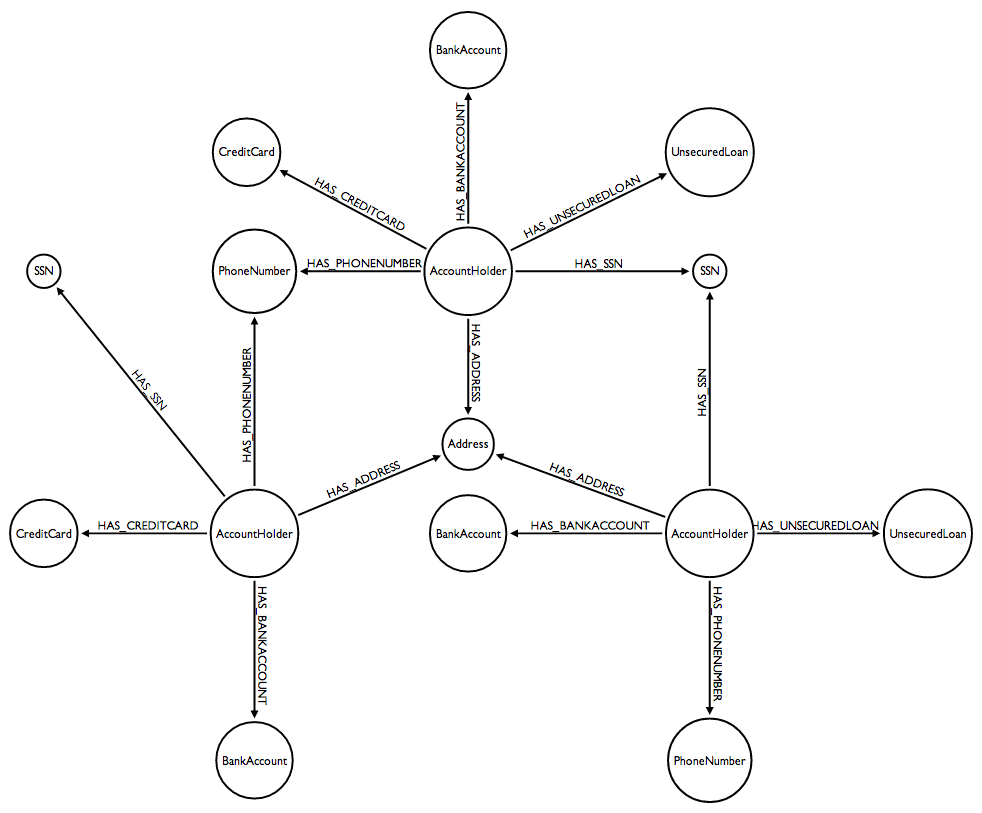 BankAccount
HAS_BANKACCOUNT
CreditCard
UnsecuredLoan
HAS_CREDITCARD
HAS_UNSECUREDLOAN
SSN
PhoneNumber
HAS_PHONENUMBER
AccountHolder
HAS_SSN
SSN
HAS_ADDRESS
HAS_SSN
HAS_PHONENUMBER
HAS_SSN
Address
HAS_ADDRESS
HAS_ADDRESS
CreditCard
HAS_CREDITCARD
AccountHolder
BankAccount
HAS_BANKACCOUNT
AccountHolder
HAS_UNSECUREDLOAN
UnsecuredLoan
HAS_BANKACCOUNT
HAS_PHONENUMBER
BankAccount
PhoneNumber